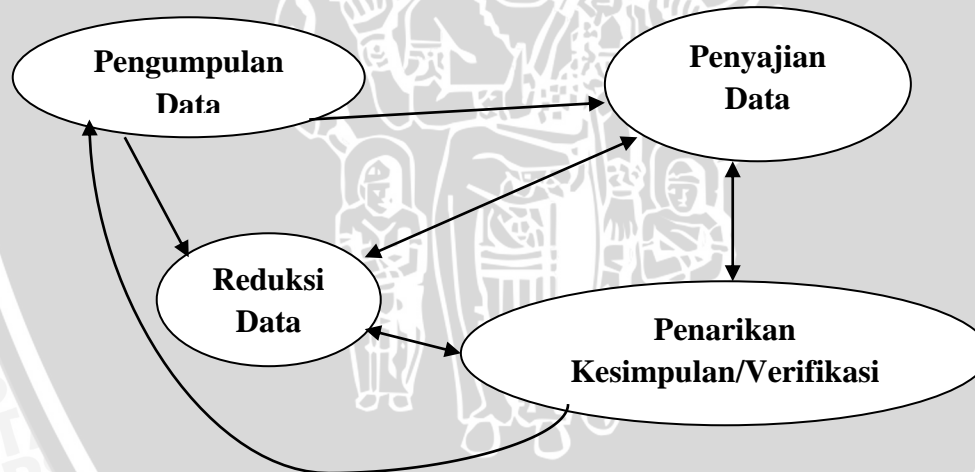 Pengumpulan
Data
Penyajian
Data
Reduksi
Data
Penarikan
Kesimpulan/Verifikasi